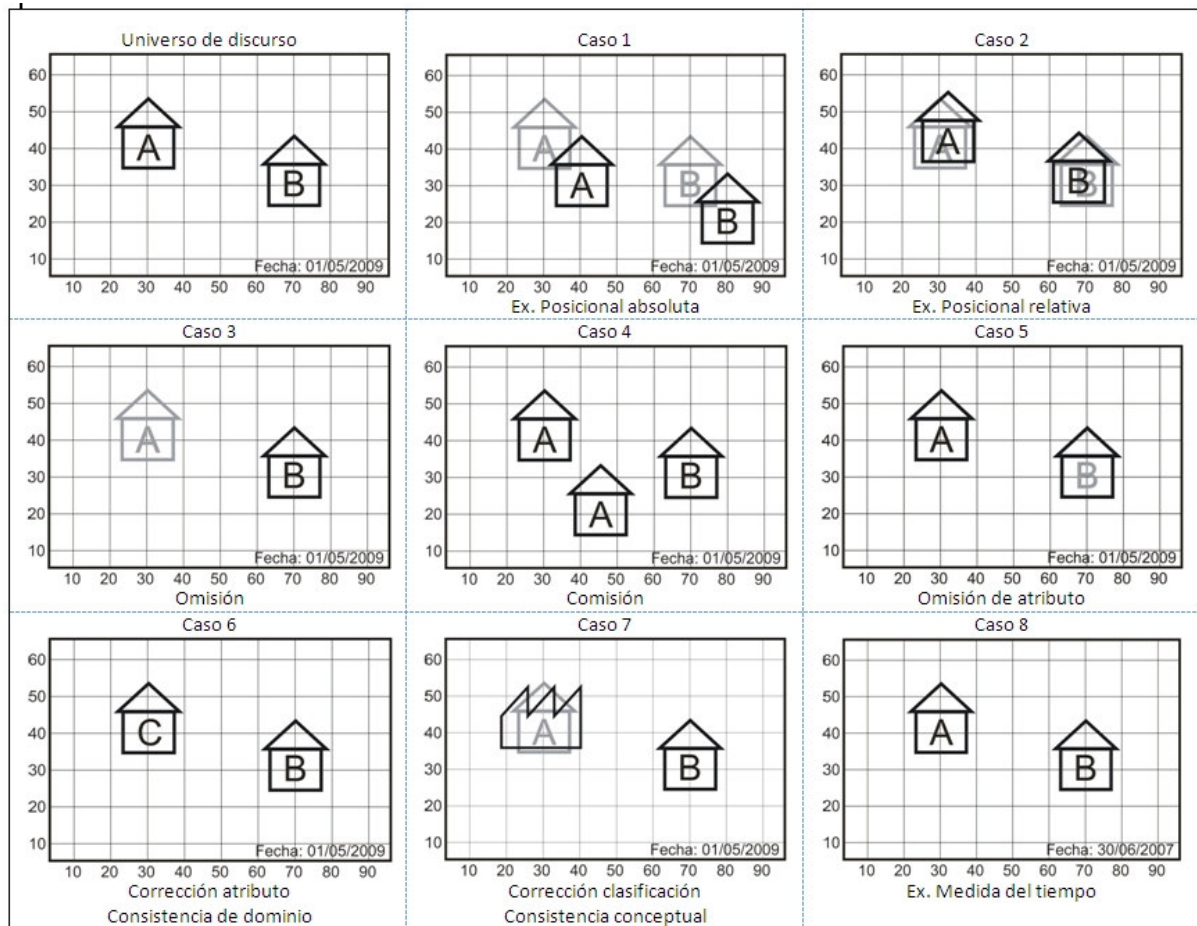 Universo de discurso
60
50
40
30
20
10
A
B
Fecha: 01/05/2009
10 20 30 40 50 60 70 80 90
Caso 1
60
50
40
30
20
10
A
A
B
B
Fecha: 01/05/2009
10 20 30 40 50 60 70 80 90
Ex. Posicional absoluta
Caso 2
60
50
40
30
20
10
A
A
B
B
Fecha: 01/05/2009
10 20 30 40 50 60 70 80 90
Ex. Posicional relativa
Caso 3
60
50
40
30
20
10
A
B
Fecha: 01/05/2009
10 20 30 40 50 60 70 80 90
Omisión
Caso 4
60
50
40
30
20
10
A
B
A
Fecha: 01/05/2009
10 20 30 40 50 60 70 80 90
Comisión
Caso 5
60
50
40
30
20
10
A
B
Fecha: 01/05/2009
10 20 30 40 50 60 70 80 90
Omisión de atributo
Caso 6
60
50
40
30
20
10
C
B
Fecha: 01/05/2009
10 20 30 40 50 60 70 80 90
Corrección atributo
Consistencia de dominio
Caso 7
60
50
40
30
20
10
A
B
Fecha: 01/05/2009
10 20 30 40 50 60 70 80 90
Corrección clasificación
Consistencia conceptual
Caso 8
60
50
40
30
20
10
A
B
Fecha: 30/06/2007
10 20 30 40 50 60 70 80 90
Ex. Medida del tiempo